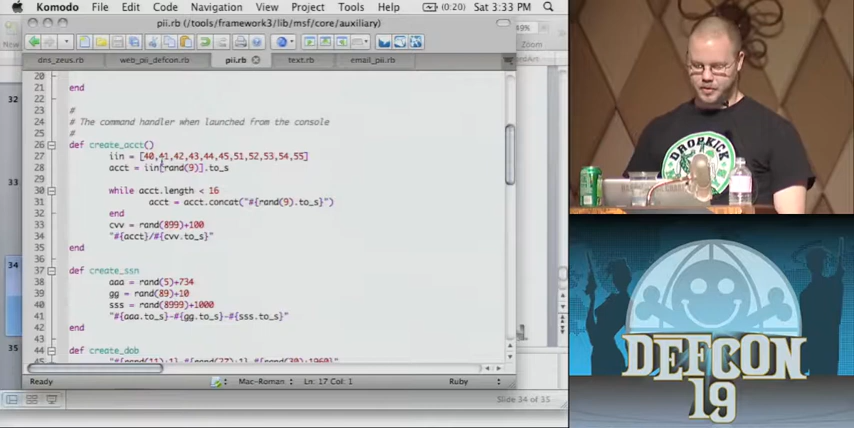 Komodo File Edit Code Navigation View Project Tools Help (0:20) Sat 3:33 PM
pii.rb (/tools/framework3/lib/msf/core/auxiliary)
New
49%
Zoom
dns_zeus.rb web_pii_defcon.rb pii.rb text.rb email_pii.rb
20
21 end
22
23 #
24 # The command handler when launched from the console
25 #
26 def create_acct()
27 iin = [40,41,42,43,44,45,51,52,53,54,55]
28 acct = iin[rand(9)].to_s
29
30 while acct.length < 16
31 acct = acct.concat("#{rand(9).to_s}")
32 end
33 cvv = rand(899)+100
34 "#{acct}/#{cvv.to_s}"
35 end
36
37 def create_ssn
38 aaa = rand(5)+734
39 gg = rand(89)+10
40 sss = rand(8999)+1000
41 "#{aaa.to_s}-#{gg.to_s}-#{sss.to_s}"
42 end
43
44 def create_dob
32
33
34
35
Ready Mac-Roman Ln: 17 Col: 1 Ruby
Slide 34 of 35
DROPKICK
DEFCON
19